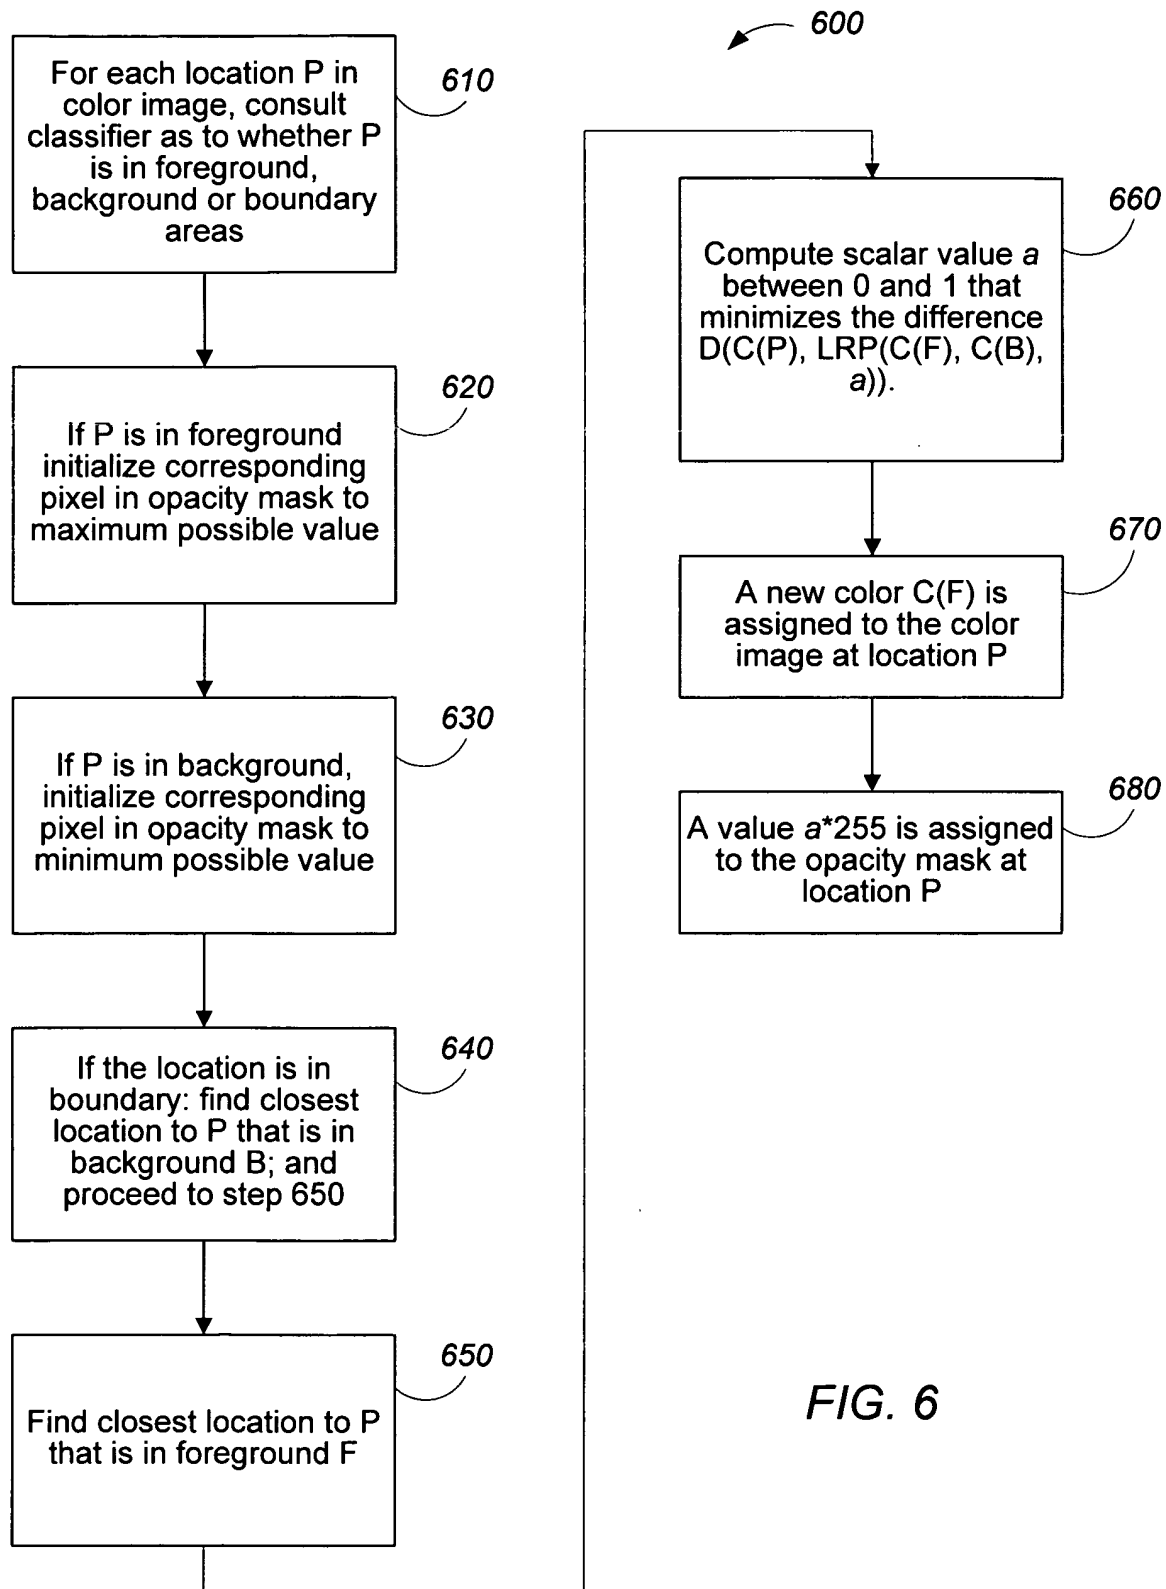 600
For each location P in
color image, consult
classifier as to whether P
is in foreground,
background or boundary
areas
610
If P is in foreground
initialize corresponding
pixel in opacity mask to
maximum possible value
620
If P is in background,
initialize corresponding
pixel in opacity mask to
minimum possible value
630
If the location is in
boundary: find closest
location to P that is in
background B; and
proceed to step 650
640
Find closest location to P
that is in foreground F
650
Compute scalar value a
between 0 and 1 that
minimizes the difference
D(C(P), LRP(C(F), C(B),
a)).
660
A new color C(F) is
assigned to the color
image at location P
670
A value a*255 is assigned
to the opacity mask at
location P
680
FIG. 6